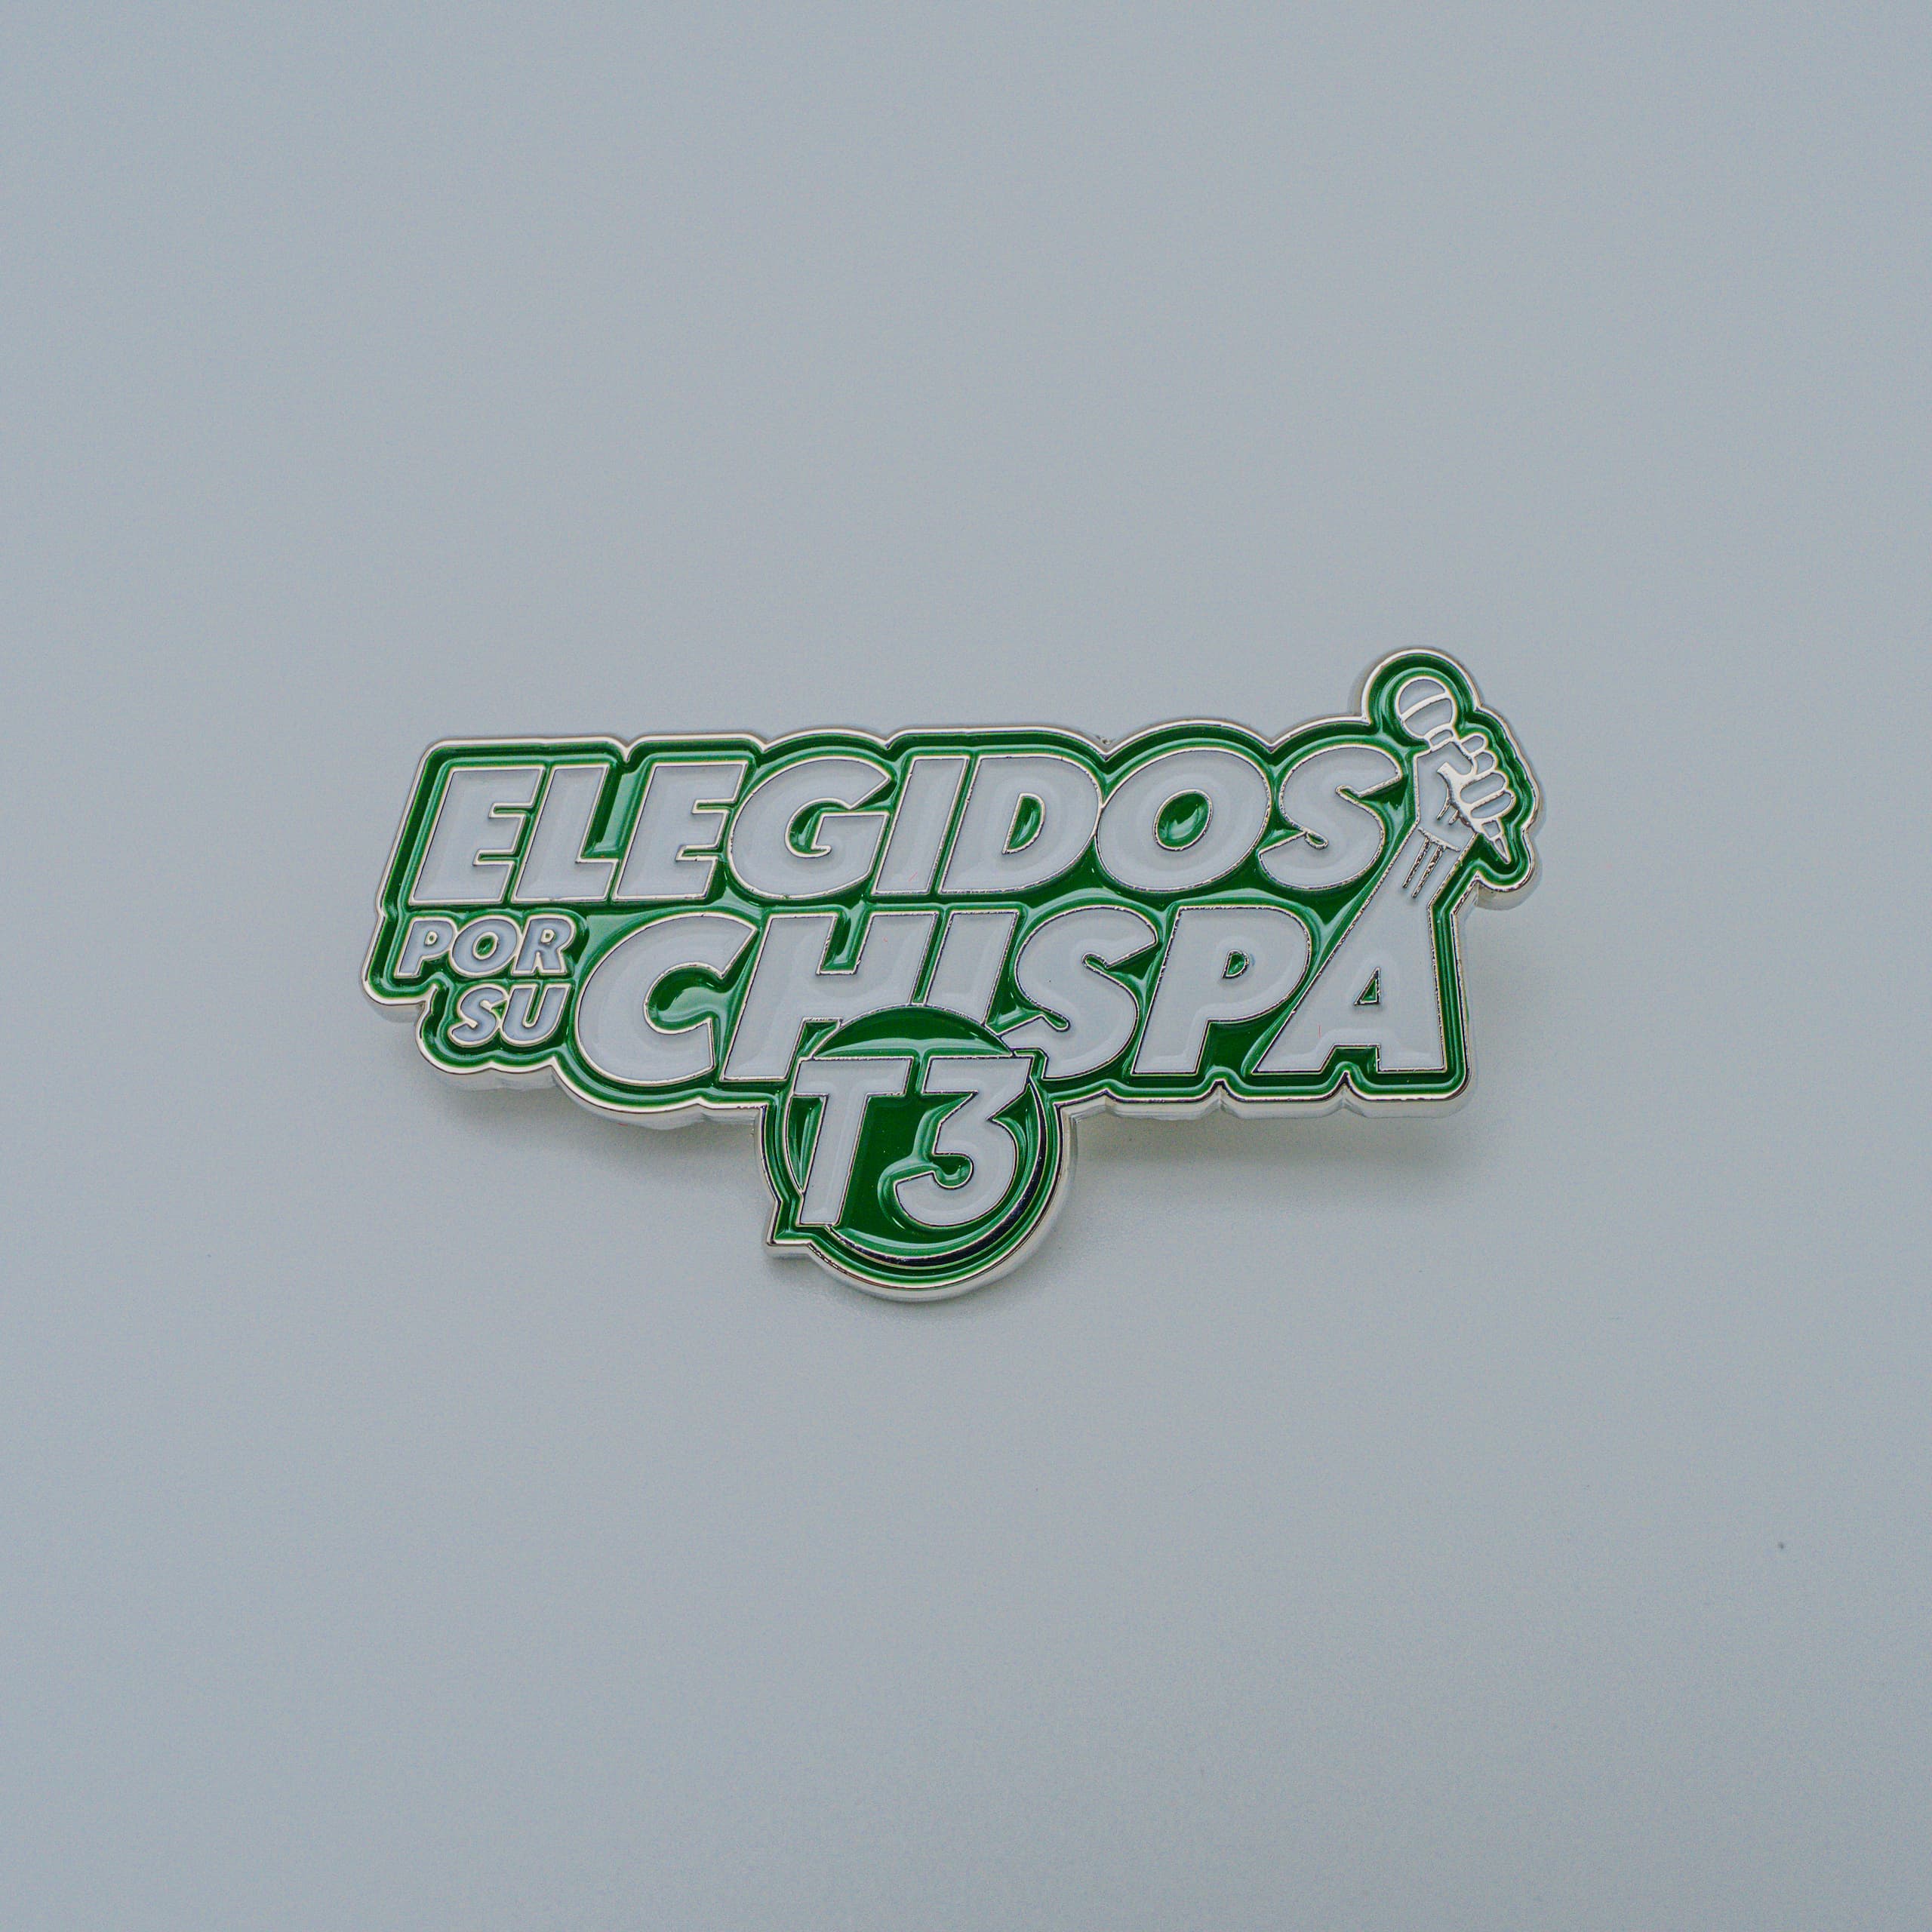 ELEGIDOS
POR
SU
CHISPA
T3